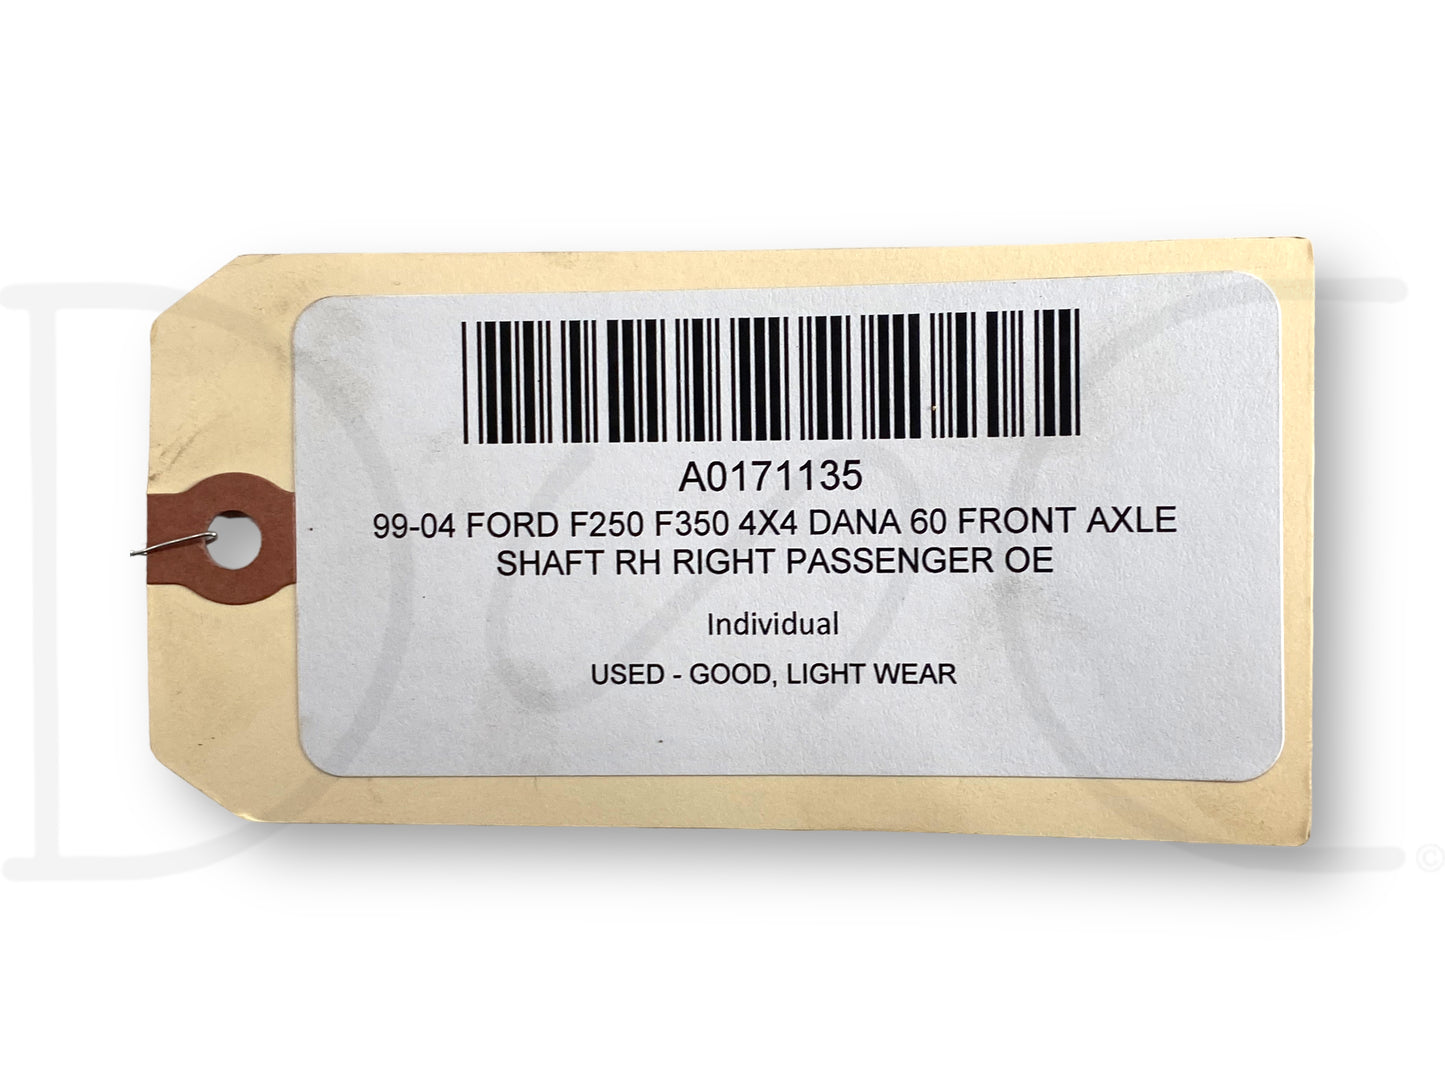 A0171135
99-04 FORD F250 F350 4X4 DANA 60 FRONT AXLE
SHAFT RH RIGHT PASSENGER OE
Individual
USED - GOOD, LIGHT WEAR
©